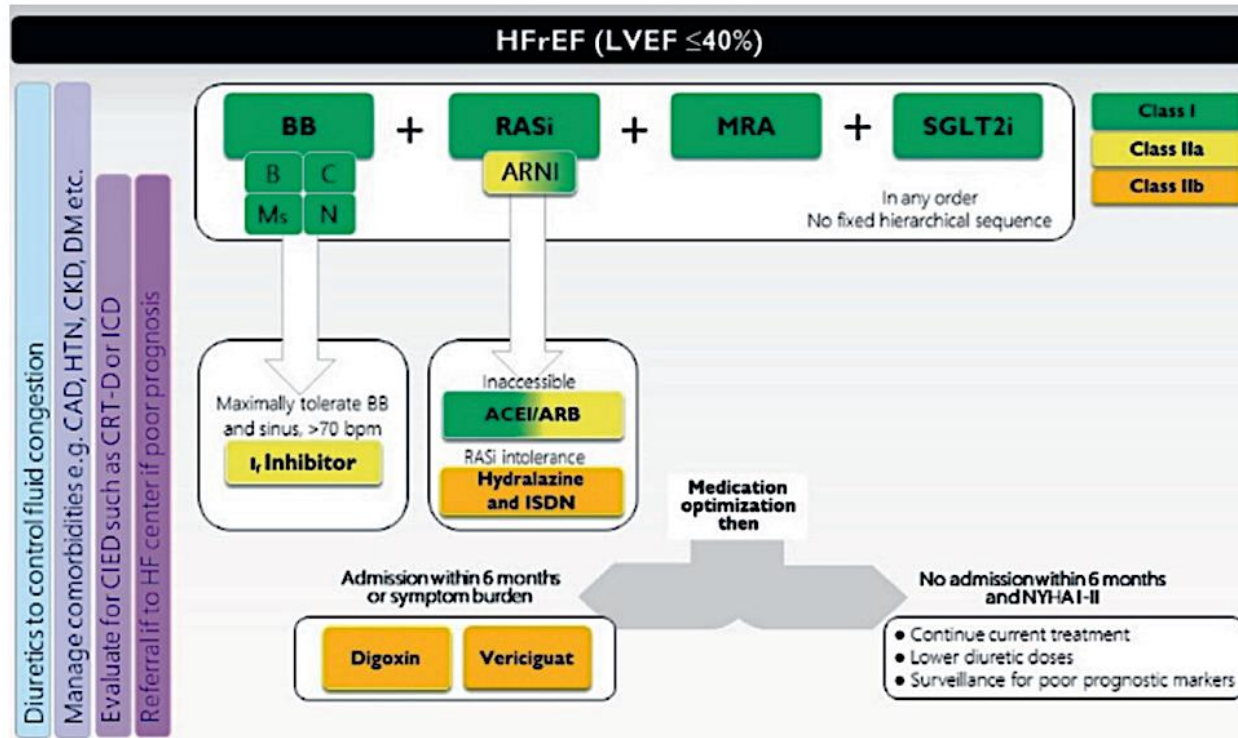 HFrEF (LVEF ≤40%)
Diuretics to control fluid congestion
Manage comorbidities e.g. CAD, HTN, CKD, DM etc.
Evaluate for CIED such as CRT-D or ICD
Referral if to HF center if poor prognosis
BB + RASi + MRA + SGLT2i
B C
Ms N
ARNI
In any order
No fixed hierarchical sequence
Class I
Class IIa
Class IIb
Maximally tolerate BB
and sinus, >70 bpm
If Inhibitor
Inaccessible
ACEI/ARB
RASi intolerance
Hydralazine
and ISDN
Medication
optimization
then
Admission within 6 months
or symptom burden
Digoxin
Vericiguat
No admission within 6 months
and NYHA I-II
● Continue current treatment
● Lower diuretic doses
● Surveillance for poor prognostic markers